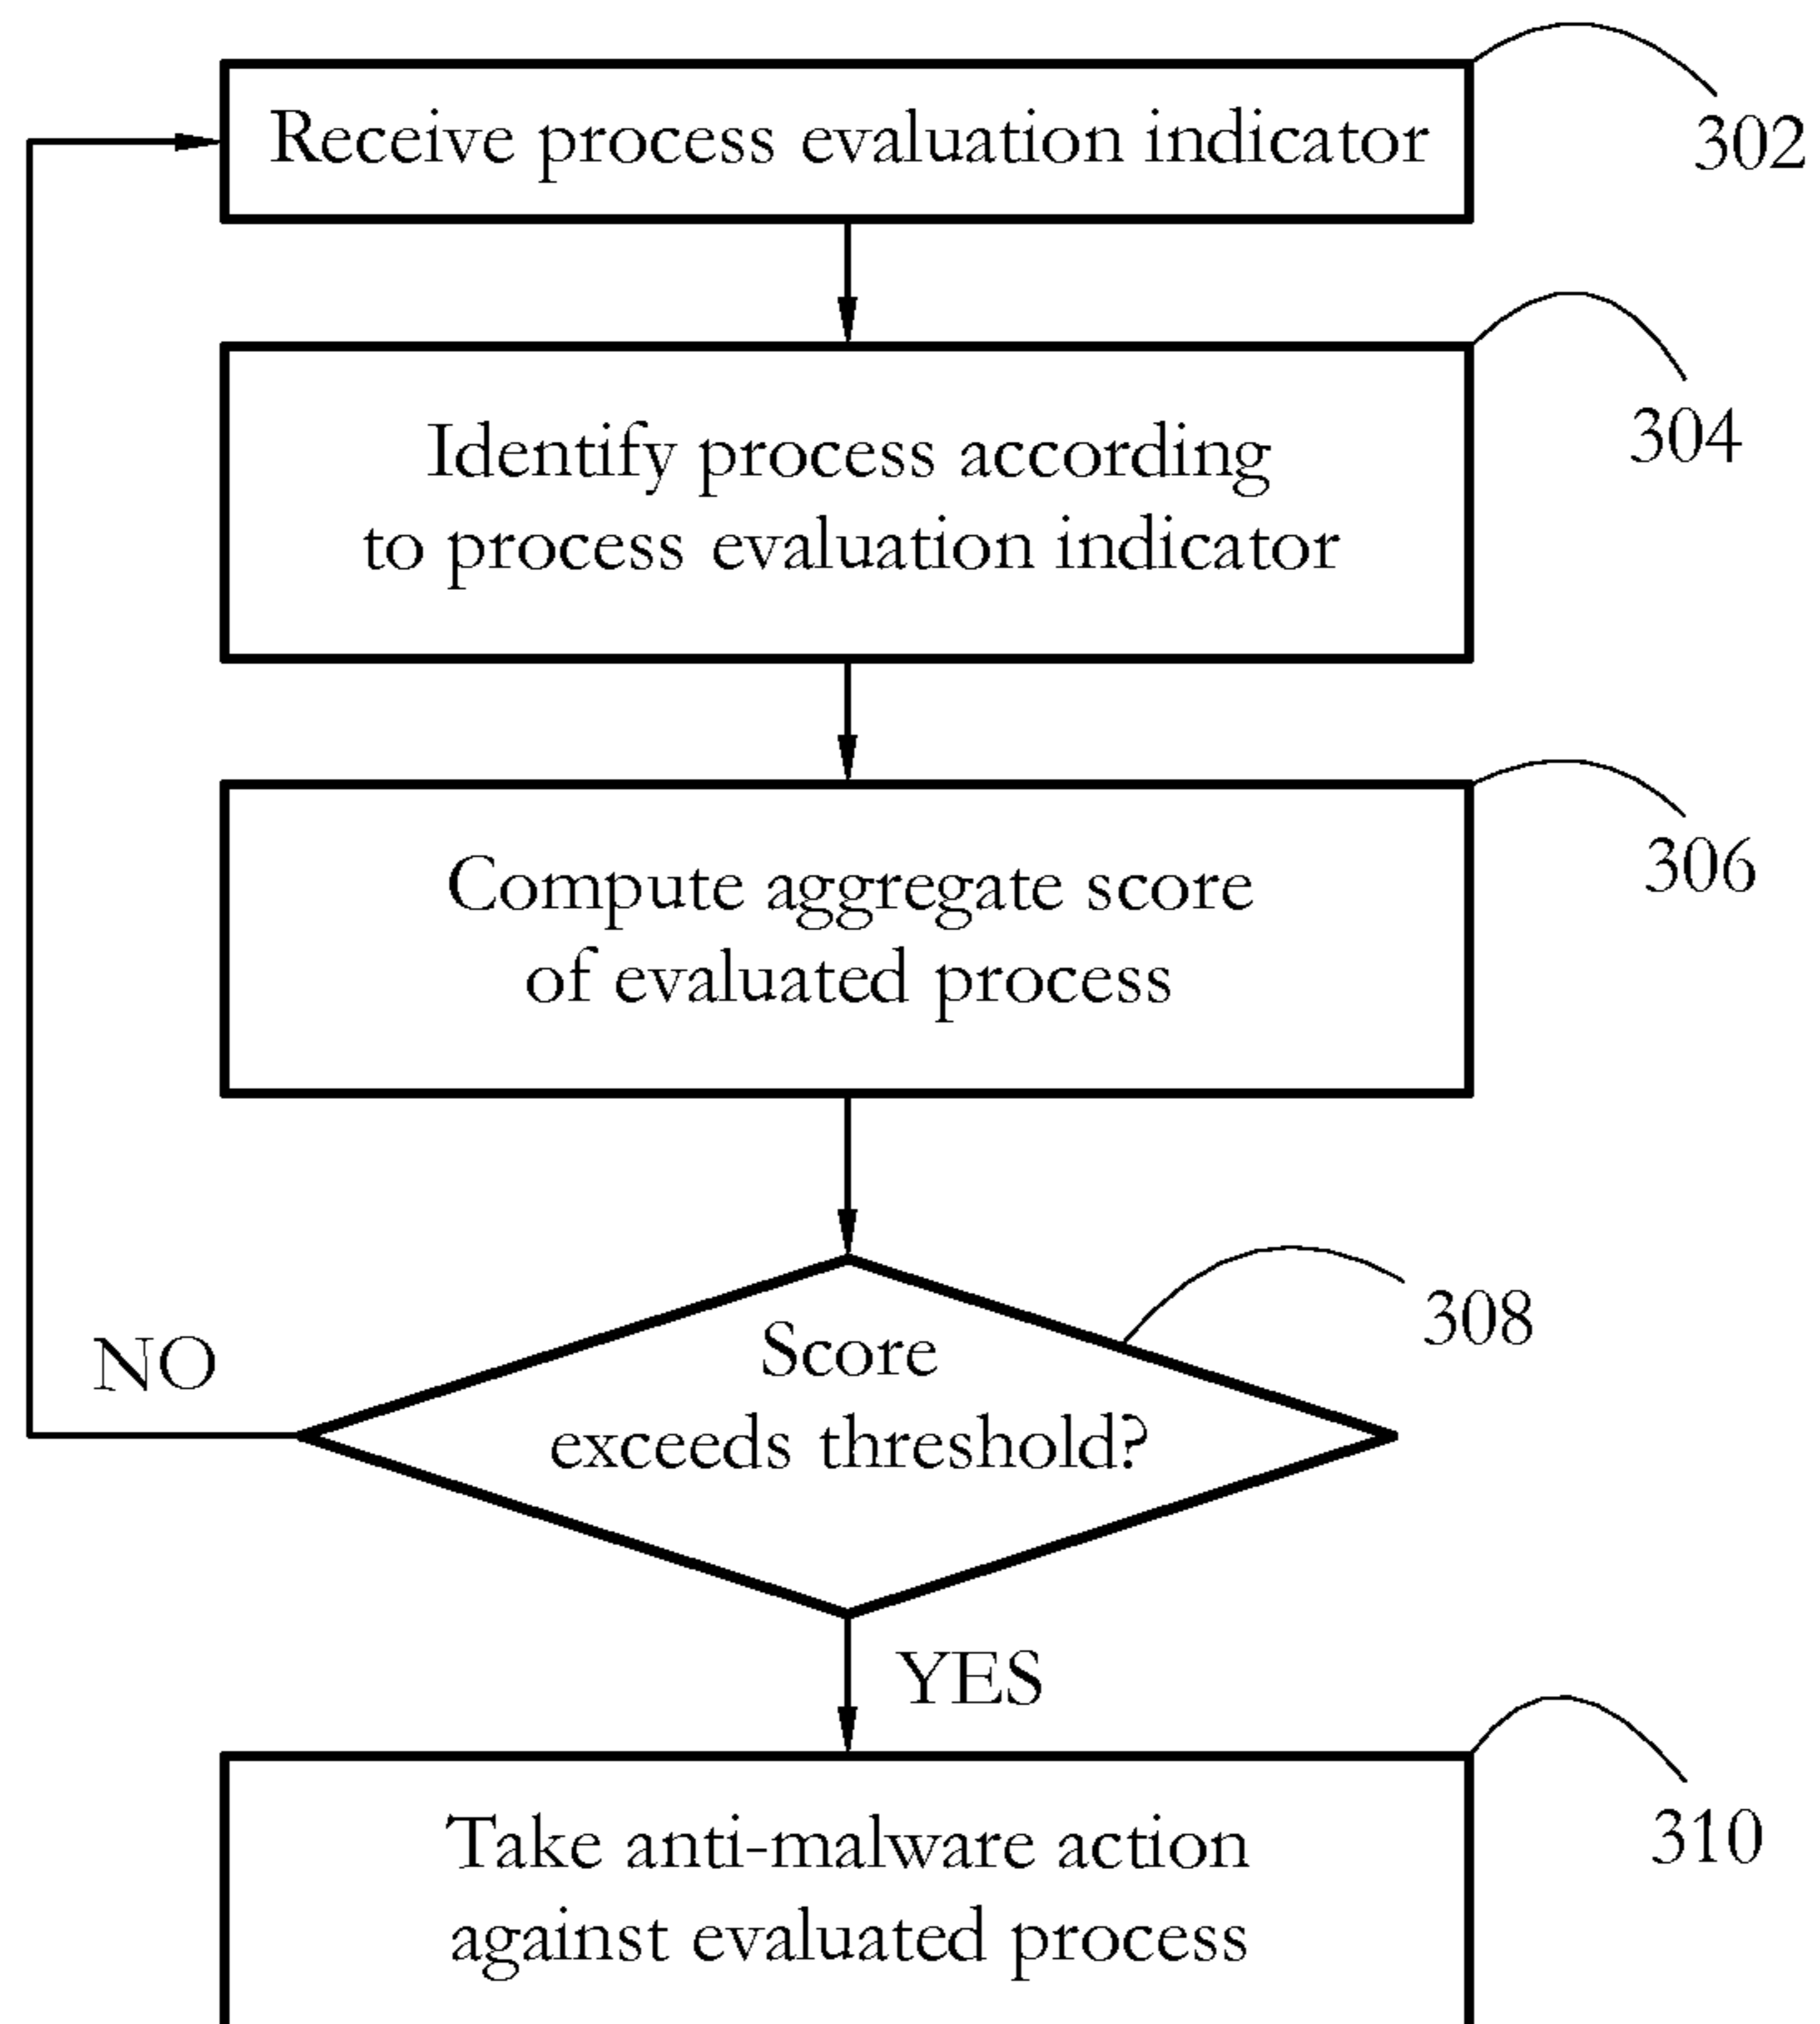 Receive process evaluation indicator
302
Identify process according
to process evaluation indicator
304
Compute aggregate score
of evaluated process
306
Score
exceeds threshold?
308
NO
YES
Take anti-malware action
against evaluated process
310